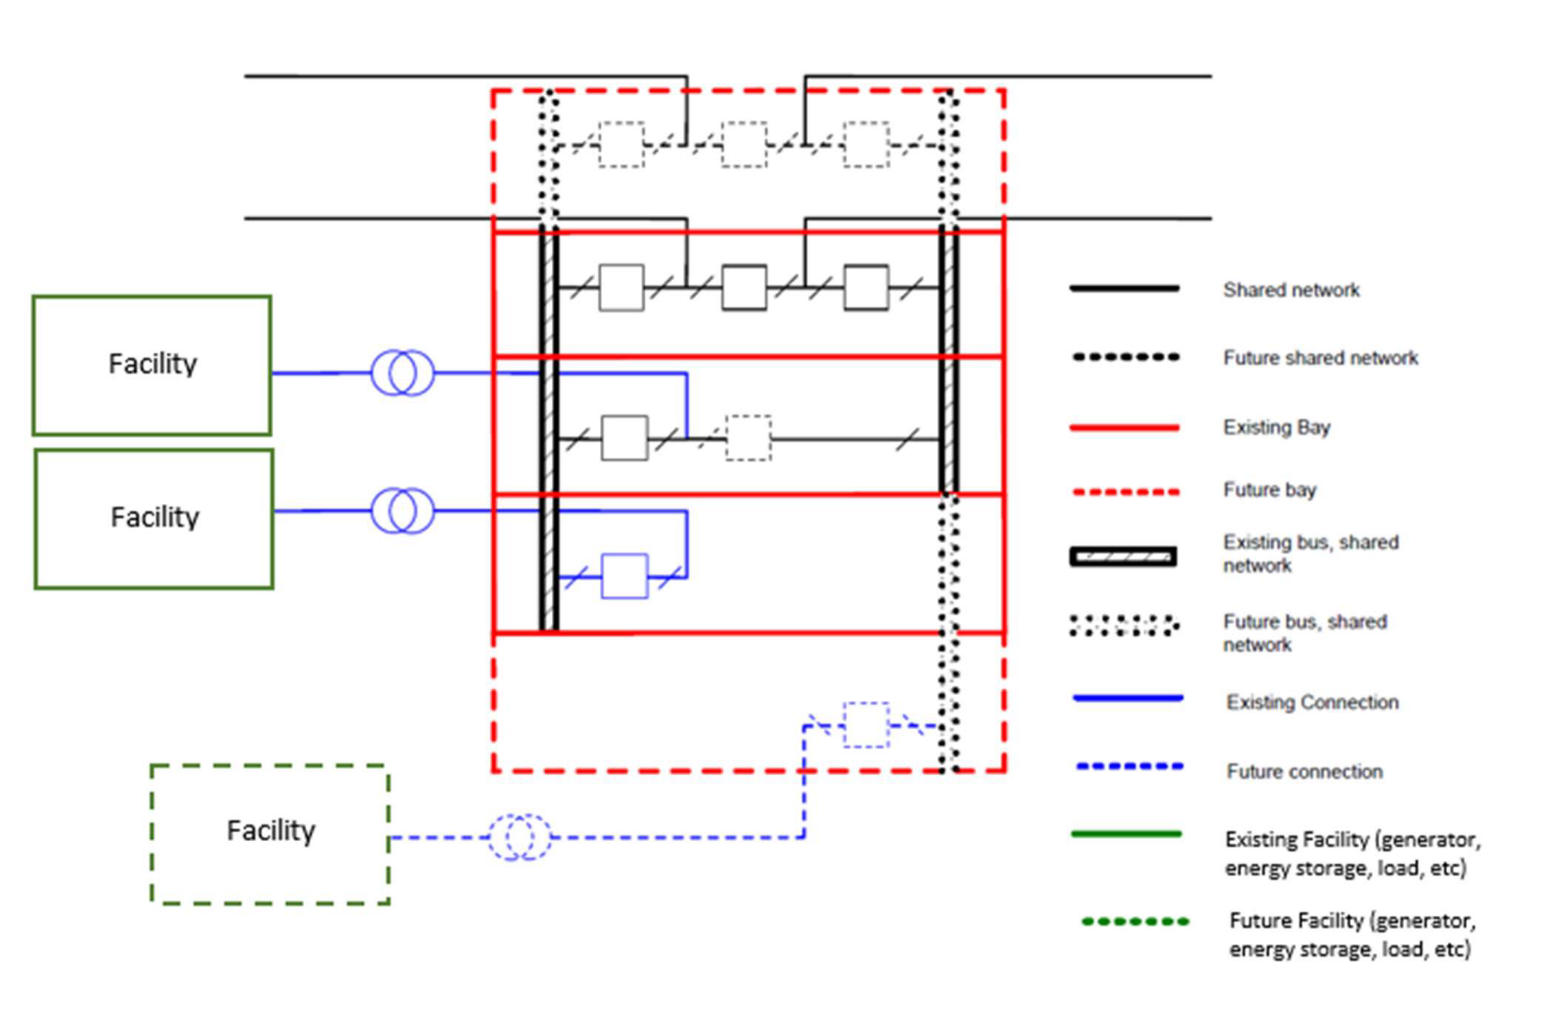 Facility
Facility
Facility
Shared network
Future shared network
Existing Bay
Future bay
Existing bus, shared
network
Future bus, shared
network
Existing Connection
Future connection
Existing Facility (generator,
energy storage, load, etc)
Future Facility (generator,
energy storage, load, etc)